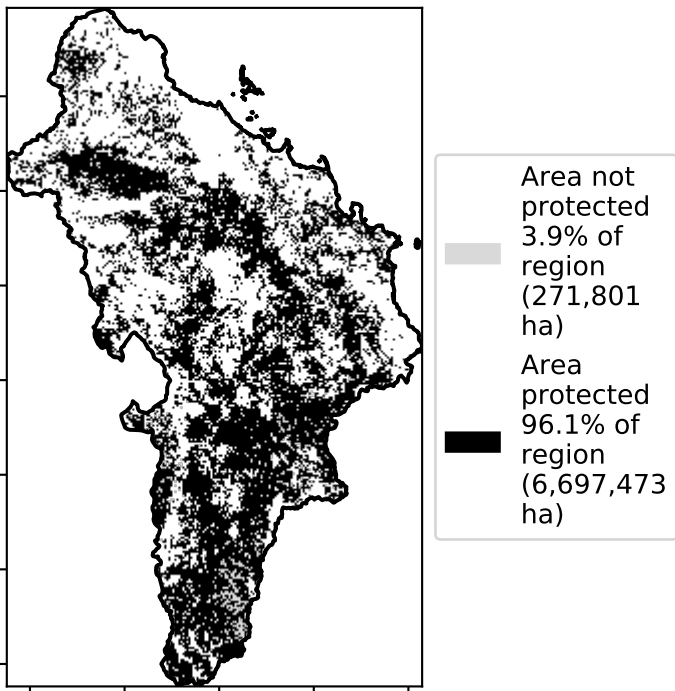 Area not
protected
3.9% of
region
(271,801
ha)
Area
protected
96.1% of
region
(6,697,473
ha)